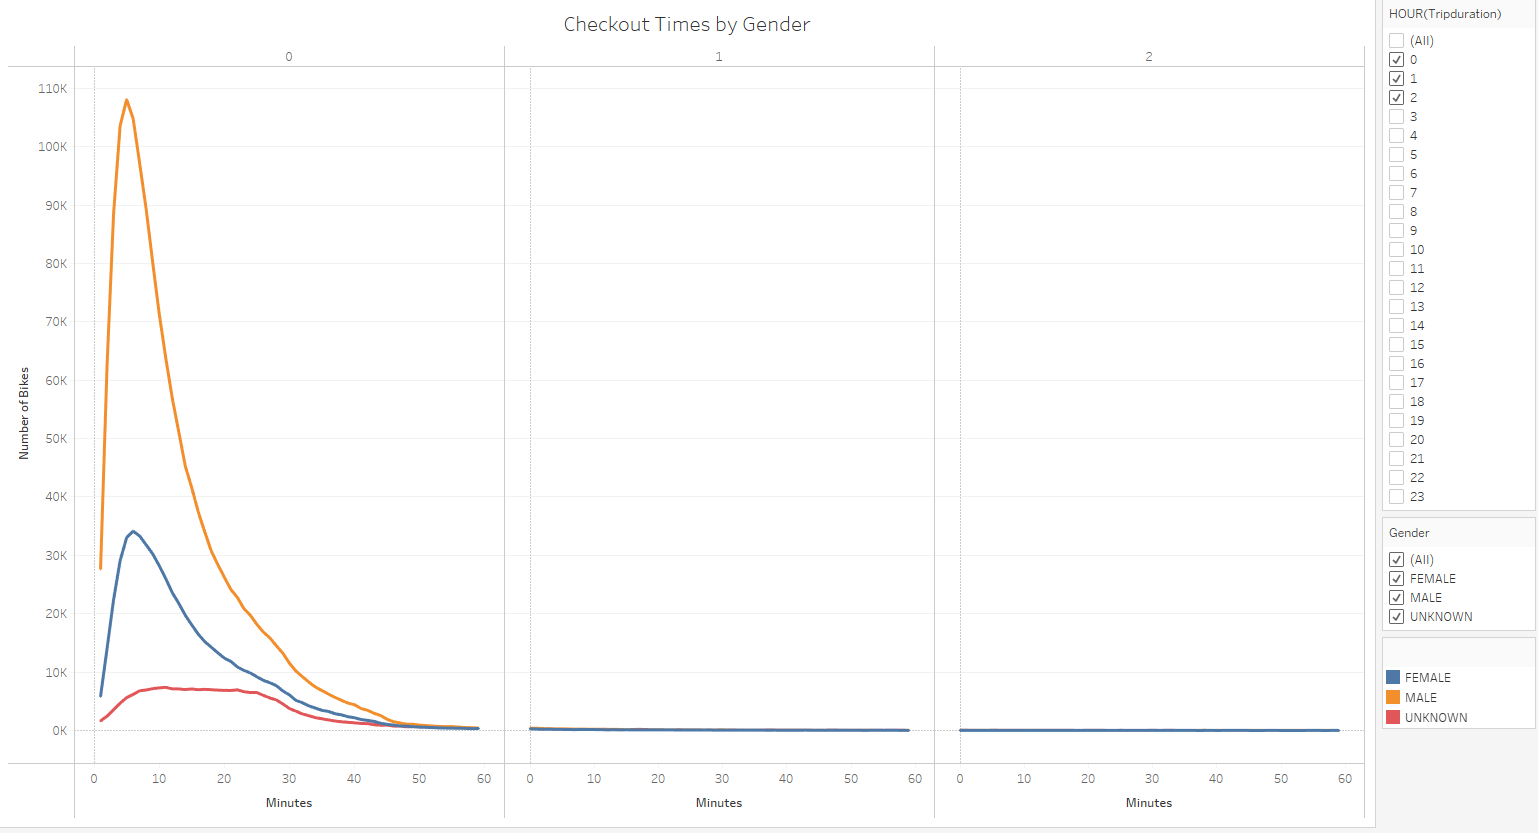 Checkout Times by Gender
0 1 2
110K
100K
90K
80K
70K
60K
50K
40K
30K
20K
10K
0K
Number of Bikes
0 10 20 30 40 50 60 0 10 20 30 40 50 60 0 10 20 30 40 50 60
Minutes Minutes Minutes
HOUR(Tripduration)
(All)
0
1
2
3
4
5
6
7
8
9
10
11
12
13
14
15
16
17
18
19
20
21
22
23
Gender
(All)
FEMALE
MALE
UNKNOWN
FEMALE
MALE
UNKNOWN